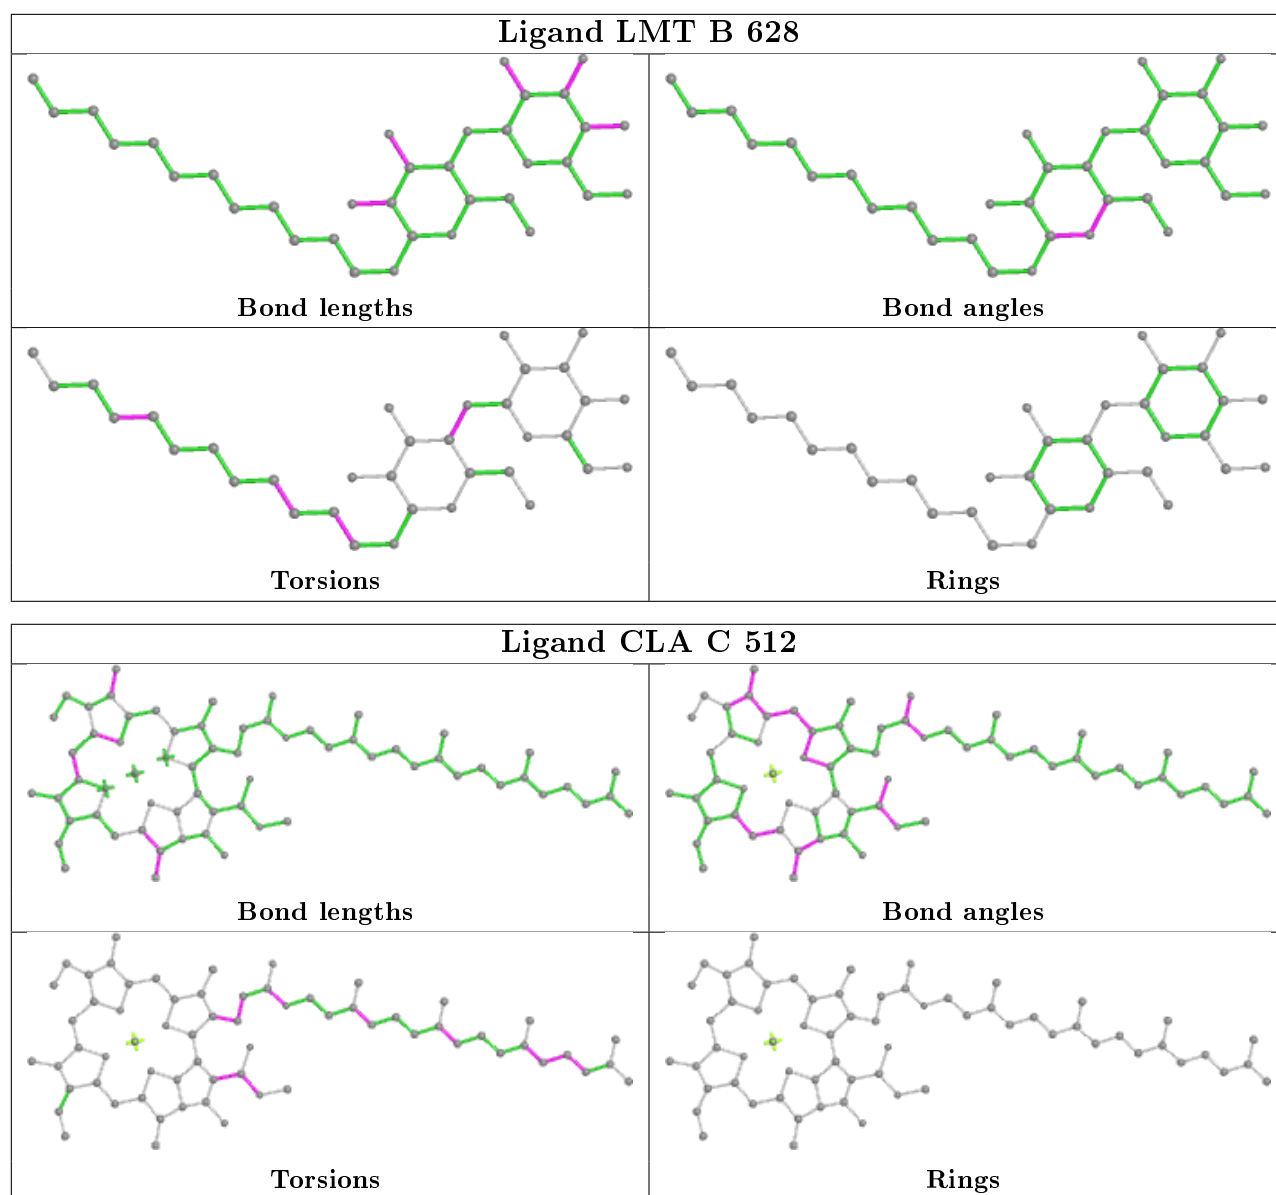 Ligand LMT B 628
Bond lengths
Bond angles
Torsions
Rings
Ligand CLA C 512
Bond lengths
Bond angles
Torsions
Rings